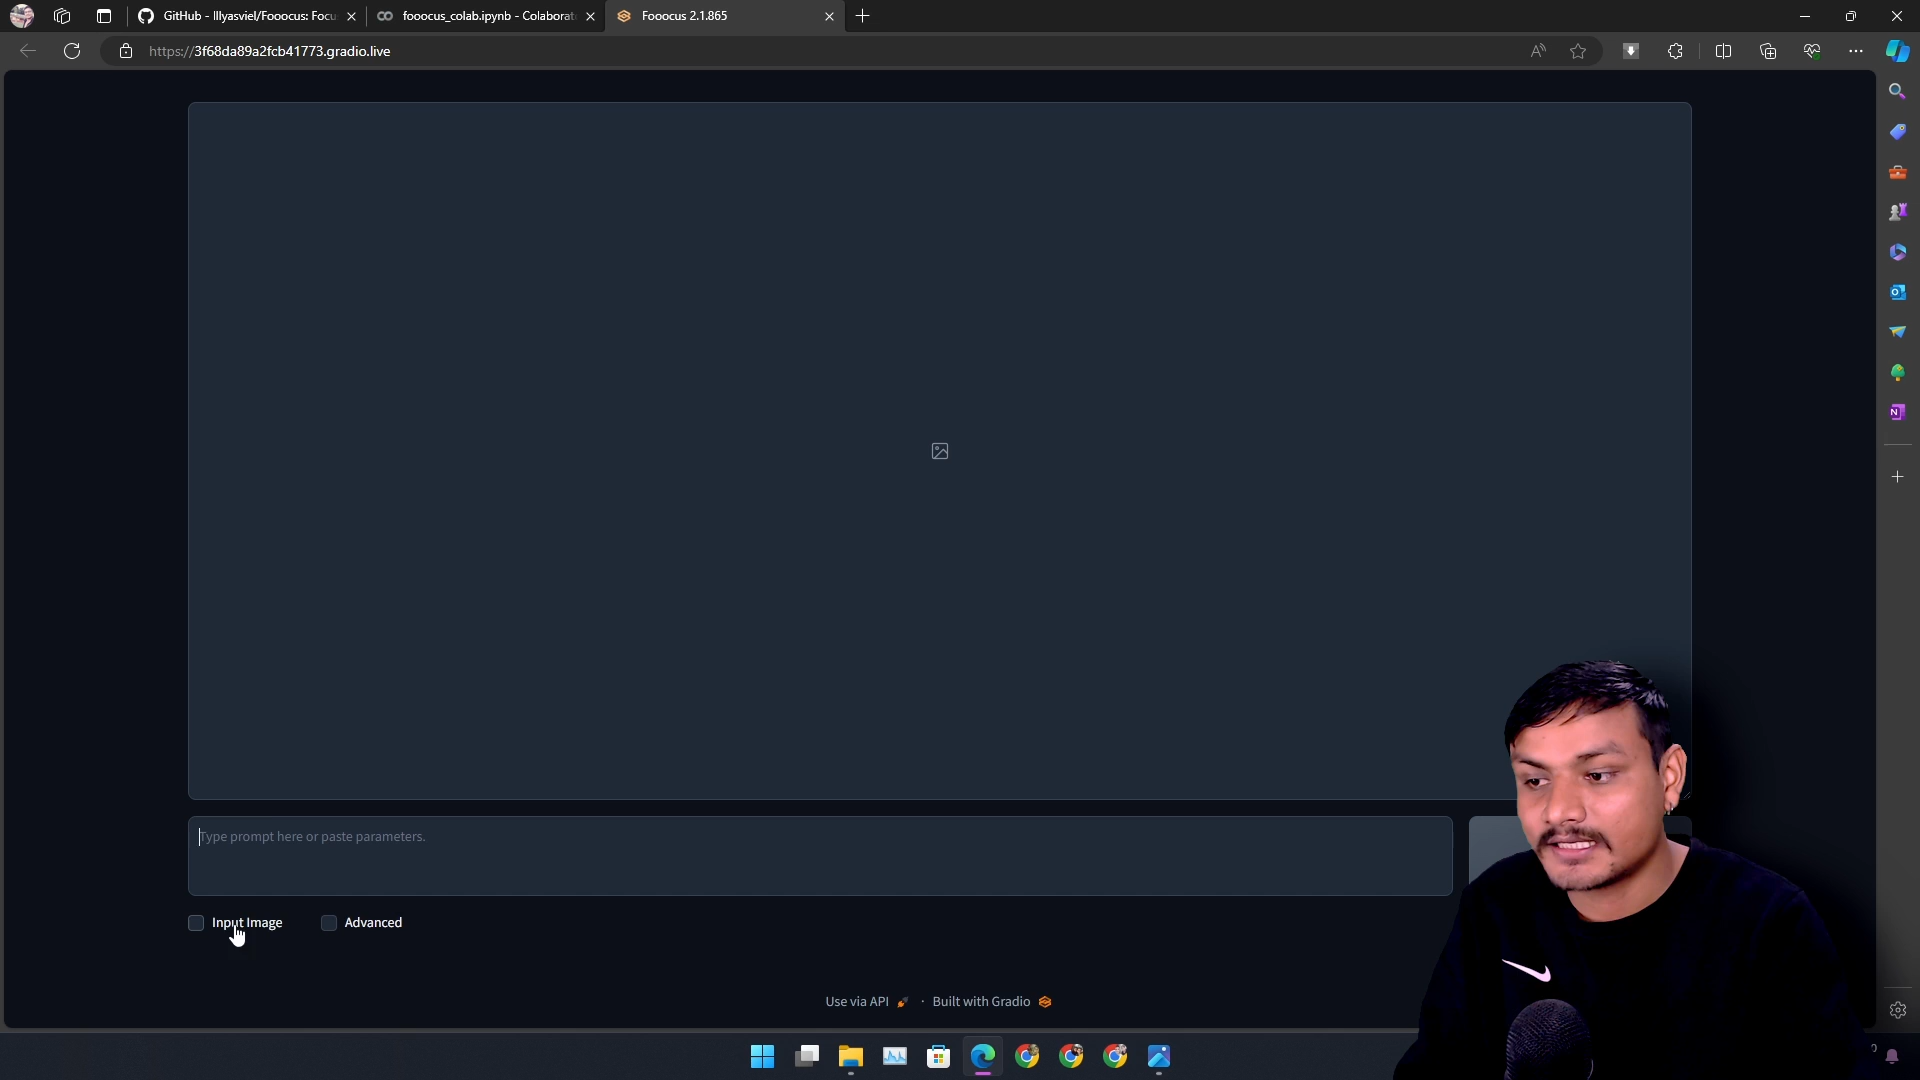 GitHub - lllyasviel/Fooocus: Focu
fooocus_colab.ipynb - Colaborat
Fooocus 2.1.865
https://3f68da89a2fcb41773.gradio.live
Type prompt here or paste parameters.
Input Image
Advanced
Use via API
· Built with Gradio